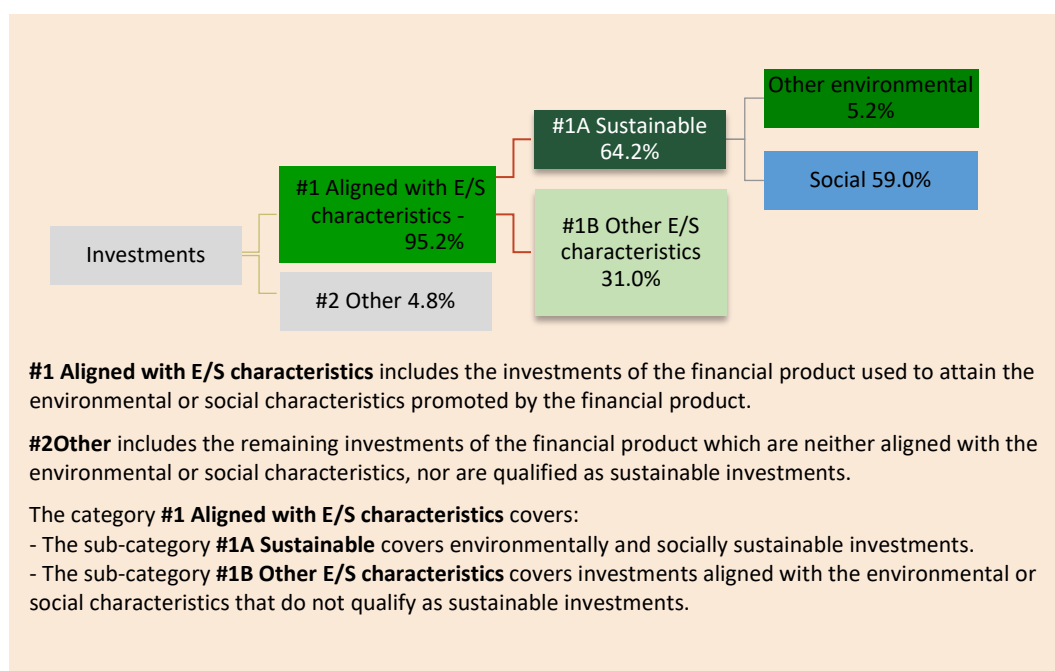 Other environmental
5.2%
#1A Sustainable
64.2%
Social 59.0%
#1 Aligned with E/S
characteristics -
95.2%
#1B Other E/S
characteristics
31.0%
Investments
#2 Other 4.8%
#1 Aligned with E/S characteristics includes the investments of the financial product used to attain the
environmental or social characteristics promoted by the financial product.
#2Other includes the remaining investments of the financial product which are neither aligned with the
environmental or social characteristics, nor are qualified as sustainable investments.
The category #1 Aligned with E/S characteristics covers:
- The sub-category #1A Sustainable covers environmentally and socially sustainable investments.
- The sub-category #1B Other E/S characteristics covers investments aligned with the environmental or
social characteristics that do not qualify as sustainable investments.